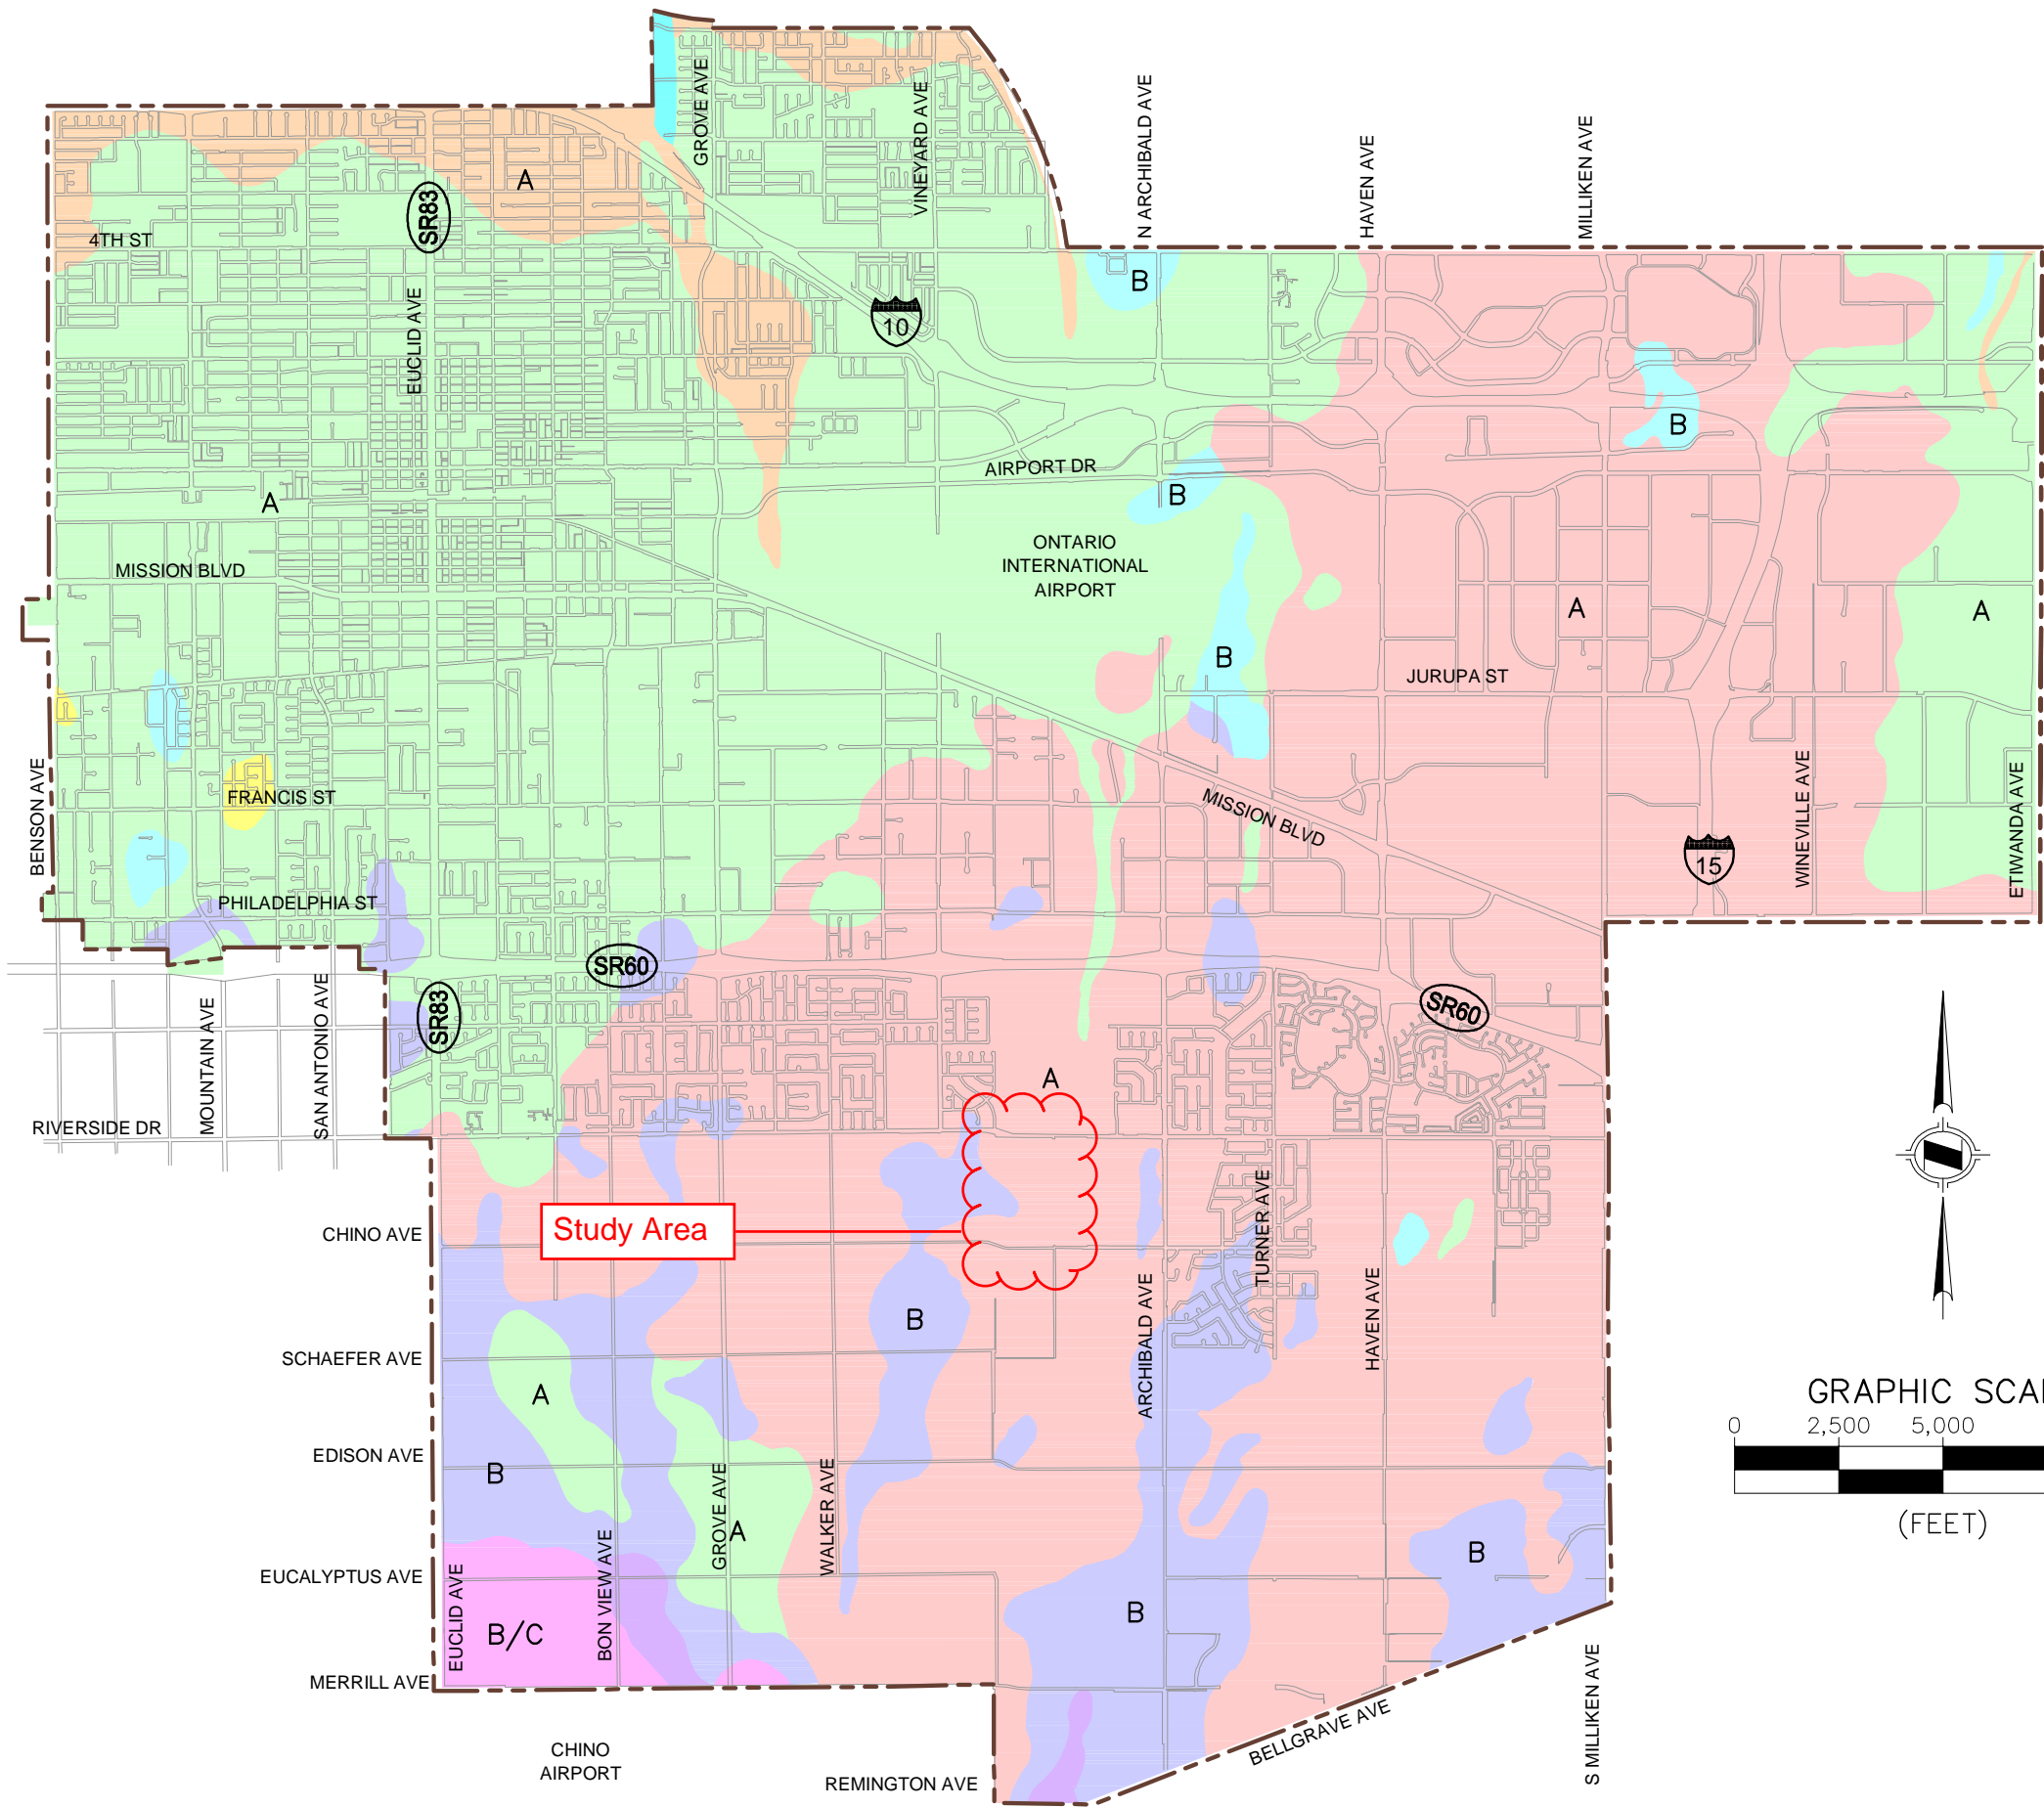 GROVE AVE
VINEYARD AVE
N ARCHIBALD AVE
HAVEN AVE
MILLIKEN AVE
A
SR83
4TH ST
B
EUCLID AVE
10
B
AIRPORT DR
A
B
ONTARIO
INTERNATIONAL
AIRPORT
MISSION BLVD
A
A
B
JURUPA ST
BENSON AVE
FRANCIS ST
MISSION BLVD
WINEVILLE AVE
ETIWANDA AVE
15
PHILADELPHIA ST
SR60
SR83
SR60
MOUNTAIN AVE
SAN ANTONIO AVE
A
RIVERSIDE DR
CHINO AVE
Study Area
TURNER AVE
B
ARCHIBALD AVE
HAVEN AVE
SCHAEFER AVE
A
GRAPHIC SCA
0 2,500 5,000
(FEET)
EDISON AVE
B
GROVE AVE
A
WALKER AVE
B
EUCALYPTUS AVE
EUCLID AVE
B/C
BON VIEW AVE
B
MERRILL AVE
S MILLIKEN AVE
BELLGRAVE AVE
CHINO
AIRPORT
REMINGTON AVE